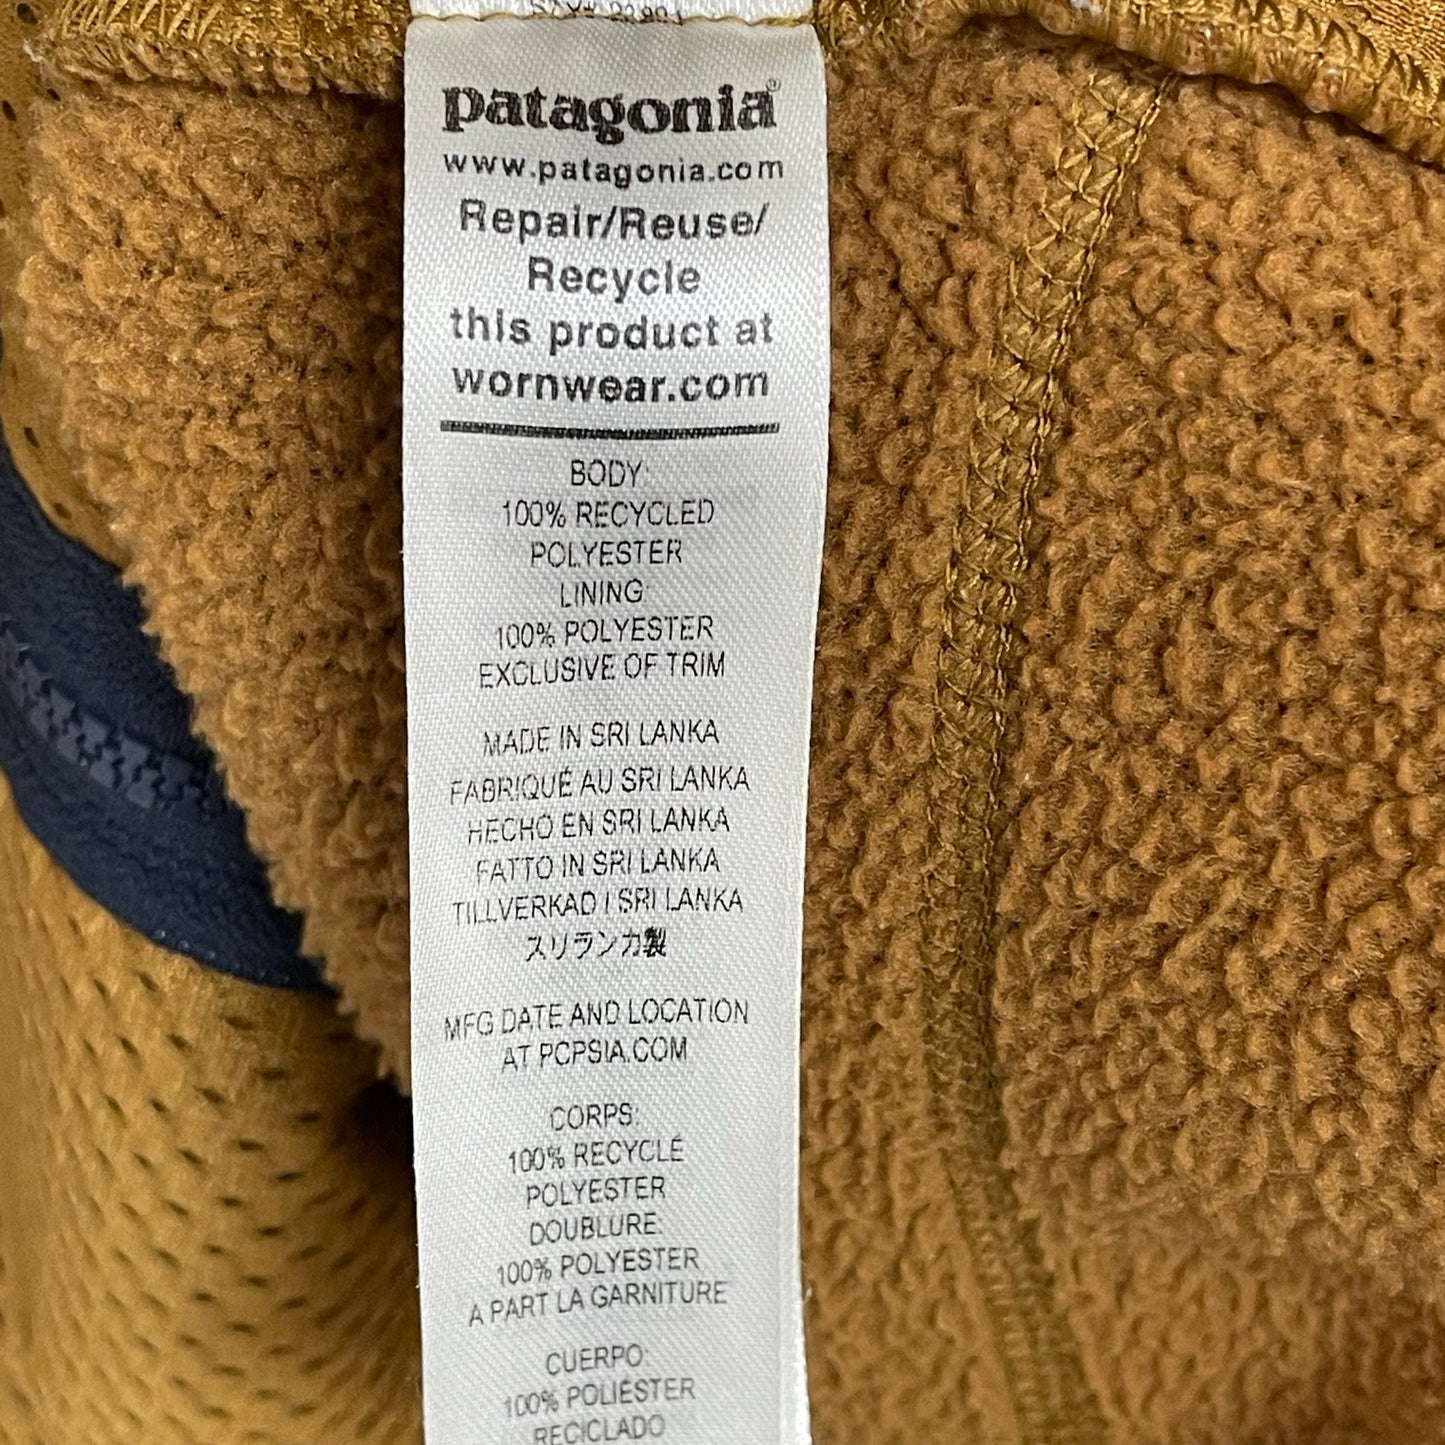 patagonia®
www.patagonia.com
Repair/Reuse/
Recycle
this product at
wornwear.com
BODY:
100% RECYCLED
POLYESTER
LINING:
100% POLYESTER
EXCLUSIVE OF TRIM
MADE IN SRI LANKA
FABRIQUÉ AU SRI LANKA
HECHO EN SRI LANKA
FATTO IN SRI LANKA
TILLVERKAD I SRI LANKA
スリランカ製
MFG DATE AND LOCATION
AT PCPSIA.COM
CORPS:
100% RECYCLÉ
POLYESTER
DOUBLURE:
100% POLYESTER
A PART LA GARNITURE
CUERPO:
100% POLIÉSTER
RECICLADO